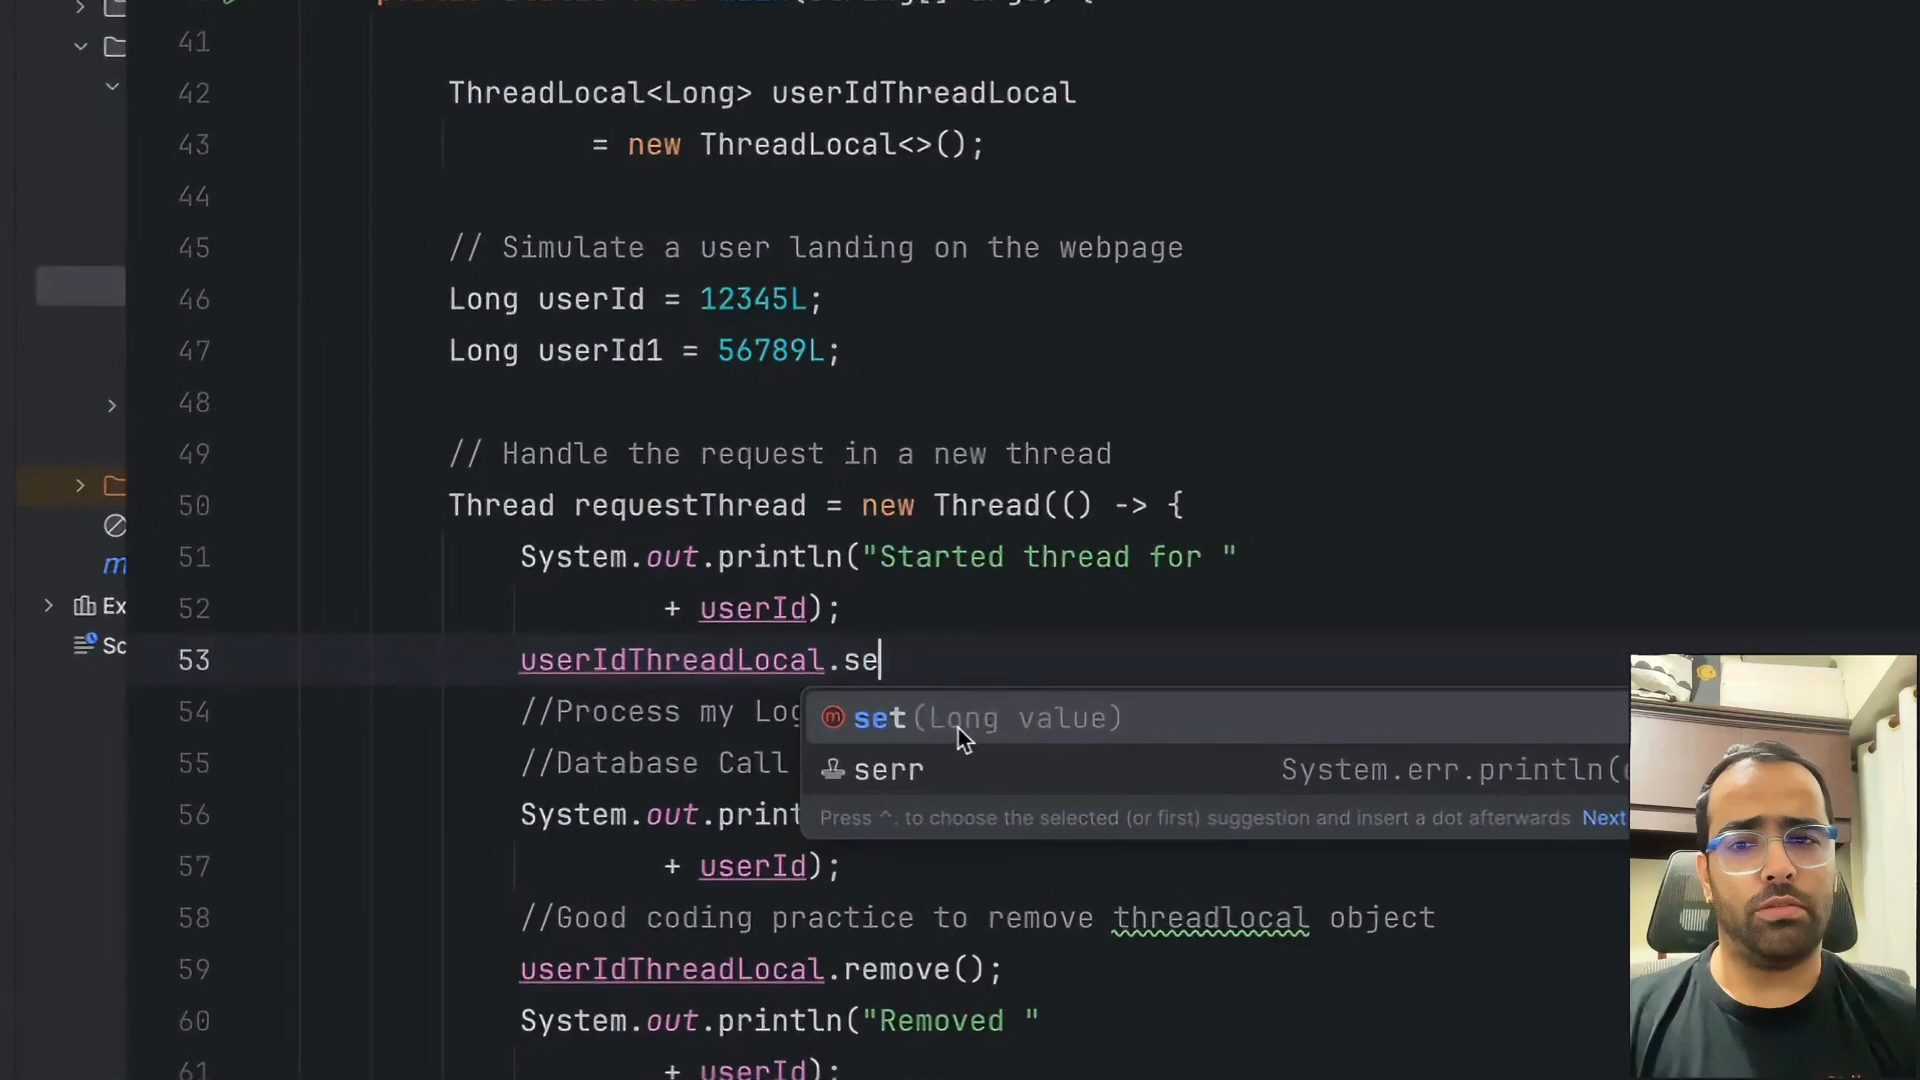 41
42 ThreadLocal<Long> userIdThreadLocal
43 = new ThreadLocal<>();
44
45 // Simulate a user landing on the webpage
46 Long userId = 12345L;
47 Long userId1 = 56789L;
48
49 // Handle the request in a new thread
50 Thread requestThread = new Thread(() -> {
51 System.out.println("Started thread for "
52 + userId);
53 userIdThreadLocal.se
54 //Process my
set(Long value)
55 //Database Call
serr System.err.println(
56 System.out.print
Press ^. to choose the selected (or first) suggestion and insert a dot afterwards Next
57 + userId);
58 //Good coding practice to remove threadlocal object
59 userIdThreadLocal.remove();
60 System.out.println("Removed "
61 + userId);
m
Ex
Sc